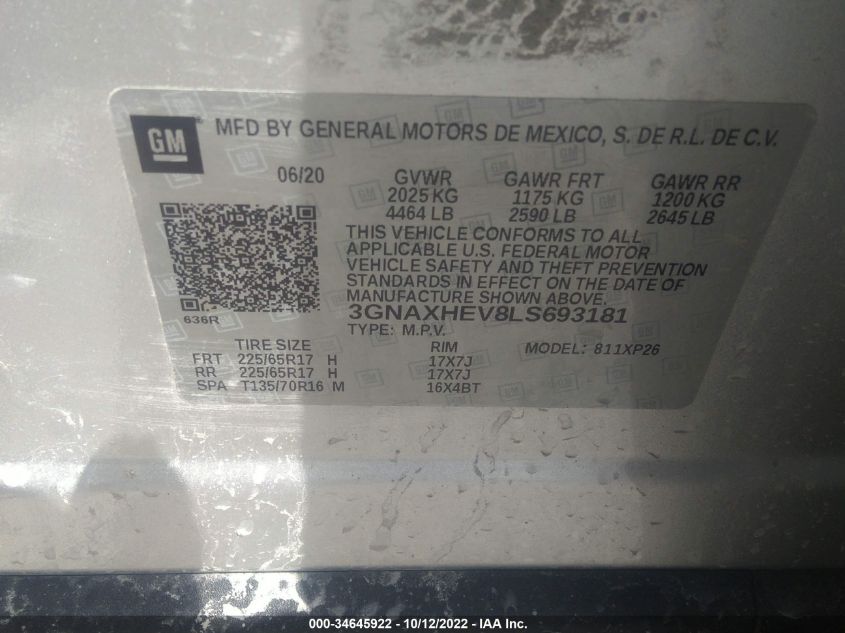 GM MFD BY GENERAL MOTORS DE MEXICO, S. DE R.L. DE C.V.
06/20 GVWR GAWR FRT GAWR RR
2025 KG 1175 KG 1200 KG
4464 LB 2590 LB 2645 LB
THIS VEHICLE CONFORMS TO ALL
APPLICABLE U.S. FEDERAL MOTOR
VEHICLE SAFETY AND THEFT PREVENTION
STANDARDS IN EFFECT ON THE DATE OF
MANUFACTURE SHOWN ABOVE.
636R 3GNAXHEV8LS693181
TYPE: M.P.V.
TIRE SIZE RIM MODEL: 811XP26
FRT 225/65R17 H 17X7J
RR 225/65R17 H 17X7J
SPA T135/70R16 M 16X4BT
000-34645922 - 10/12/2022 - IAA Inc.